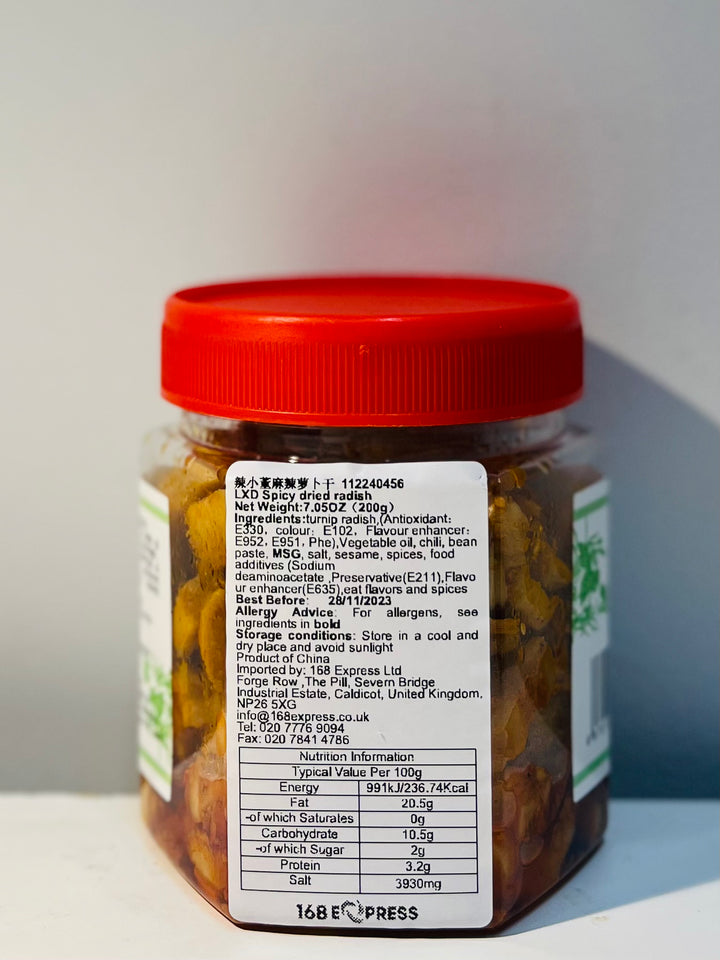 辣小董麻辣萝卜干 112240456
LXD Spicy dried radish
Net Weight:7.05OZ（200g）
Ingredients:turnip radish,(Antioxidant:
E330, colour: E102, Flavour enhancer:
E952, E951, Phe),Vegetable oil, chili, bean
paste, MSG, salt, sesame, spices, food
additives (Sodium
deaminoacetate ,Preservative(E211),Flavo
ur enhancer(E635),eat flavors and spices
Best Before: 28/11/2023
Allergy Advice: For allergens, see
ingredients in bold
Storage conditions: Store in a cool and
dry place and avoid sunlight
Product of China
Imported by: 168 Express Ltd
Forge Row ,The Pill, Severn Bridge
Industrial Estate, Caldicot, United Kingdom,
NP26 5XG
info@168express.co.uk
Tel: 020 7776 9094
Fax: 020 7841 4786
Nutrition Information
Typical Value Per 100g
Energy 991kJ/236.74Kcal
Fat 20.5g
-of which Saturates 0g
Carbohydrate 10.5g
-of which Sugar 2g
Protein 3.2g
Salt 3930mg
168 EXPRESS